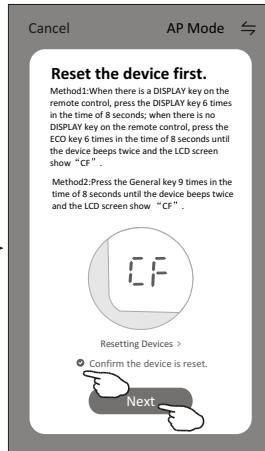 Cancel AP Mode
Reset the device first.
Method1:When there is a DISPLAY key on the
remote control, press the DISPLAY key 6 times
in the time of 8 seconds; when there is no
DISPLAY key on the remote control, press the
ECO key 6 times in the time of 8 seconds until
the device beeps twice and the LCD screen
show “CF”.
Method2:Press the General key 9 times in the
time of 8 seconds until the device beeps twice
and the LCD screen show “CF”.
CF
Resetting Devices >
Confirm the device is reset.
Next